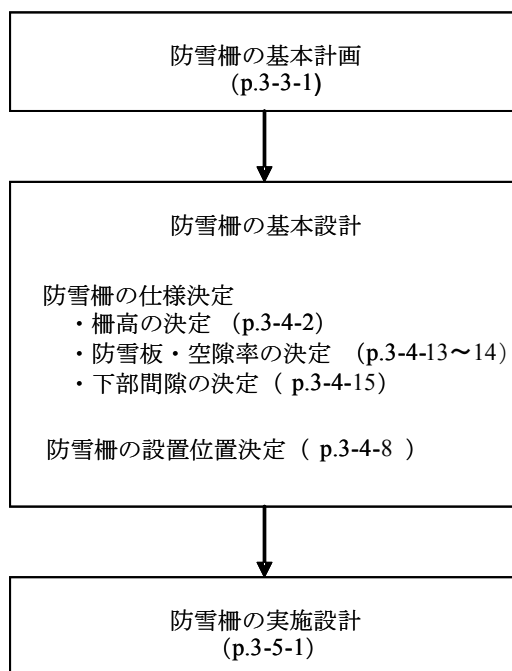 防雪柵の基本計画
(p.3-3-1)
防雪柵の基本設計
防雪柵の仕様決定
・柵高の決定 (p.3-4-2)
・防雪板・空隙率の決定 (p.3-4-13～14)
・下部間隙の決定 ( p.3-4-15)
防雪柵の設置位置決定 ( p.3-4-8 )
防雪柵の実施設計
(p.3-5-1)